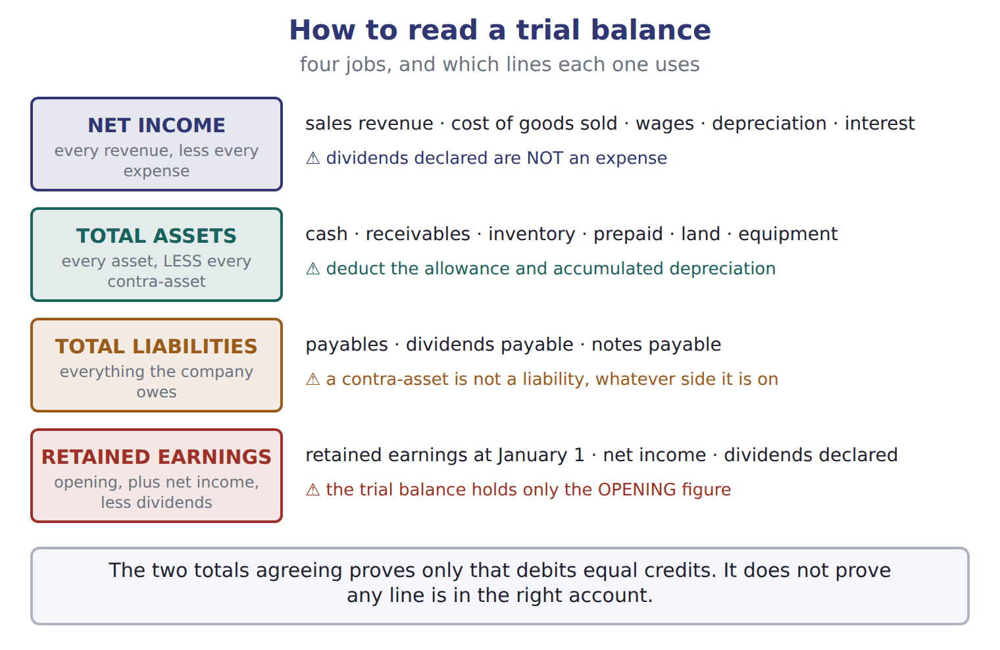 How to read a trial balance
four jobs, and which lines each one uses
NET INCOME
every revenue, less every
expense
sales revenue · cost of goods sold · wages · depreciation · interest
⚠ dividends declared are NOT an expense
TOTAL ASSETS
every asset, LESS every
contra-asset
cash · receivables · inventory · prepaid · land · equipment
⚠ deduct the allowance and accumulated depreciation
TOTAL LIABILITIES
everything the company
owes
payables · dividends payable · notes payable
⚠ a contra-asset is not a liability, whatever side it is on
RETAINED EARNINGS
opening, plus net income,
less dividends
retained earnings at January 1 · net income · dividends declared
⚠ the trial balance holds only the OPENING figure
The two totals agreeing proves only that debits equal credits. It does not prove
any line is in the right account.